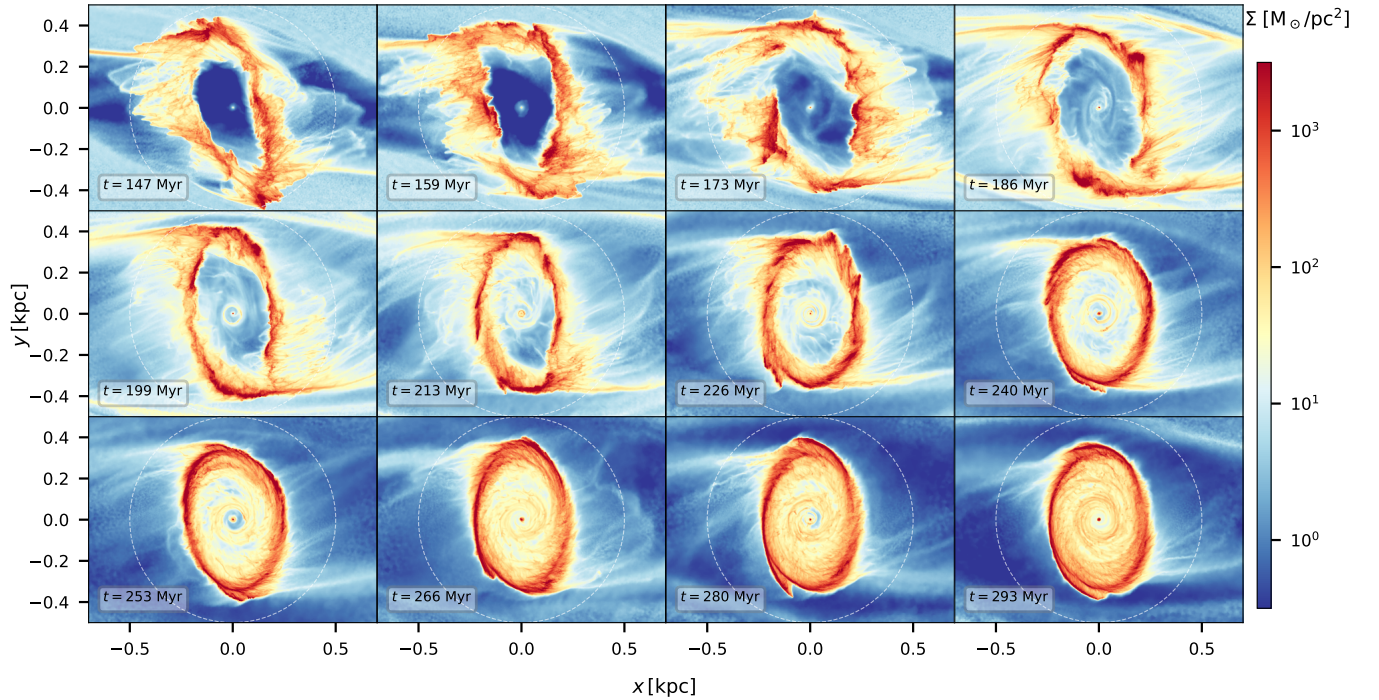 Σ [M☉/pc²]
0.4
0.2
0.0
−0.2
−0.4
t = 147 Myr
t = 159 Myr
t = 173 Myr
t = 186 Myr
10³
10²
10¹
10⁰
y [kpc]
0.4
0.2
0.0
−0.2
−0.4
t = 199 Myr
t = 213 Myr
t = 226 Myr
t = 240 Myr
0.4
0.2
0.0
−0.2
−0.4
t = 253 Myr
t = 266 Myr
t = 280 Myr
t = 293 Myr
−0.5 0.0 0.5 −0.5 0.0 0.5 −0.5 0.0 0.5 −0.5 0.0 0.5
x [kpc]